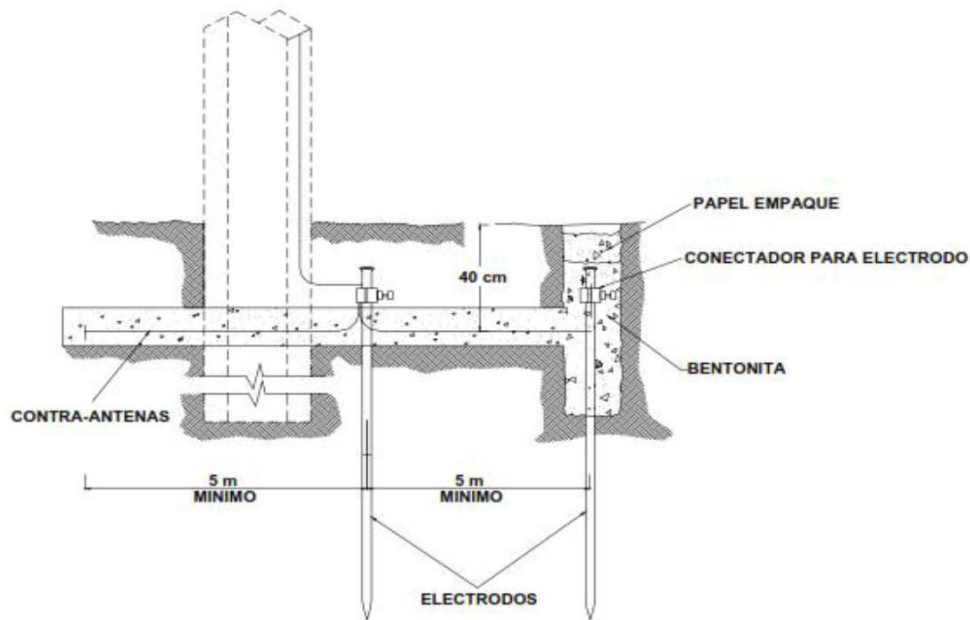 PAPEL EMPAQUE
CONECTADOR PARA ELECTRODO
40 cm
BENTONITA
CONTRA-ANTENAS
5 m
MINIMO
5 m
MINIMO
ELECTRODOS